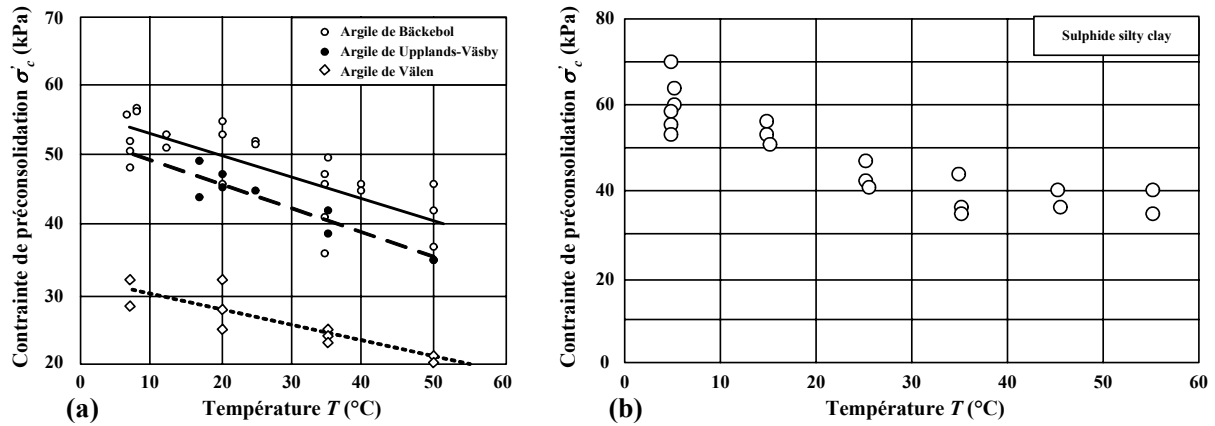 70
60
50
40
30
20
0
10
20
30
40
50
60
Contrainte de préconsolidation σ'c (kPa)
Température T (°C)
Argile de Bäckebol
Argile de Upplands-Väsby
Argile de Välen
(a)
80
60
40
20
0
0
10
20
30
40
50
60
Contrainte de préconsolidation σ'c (kPa)
Température T (°C)
Sulphide silty clay
(b)